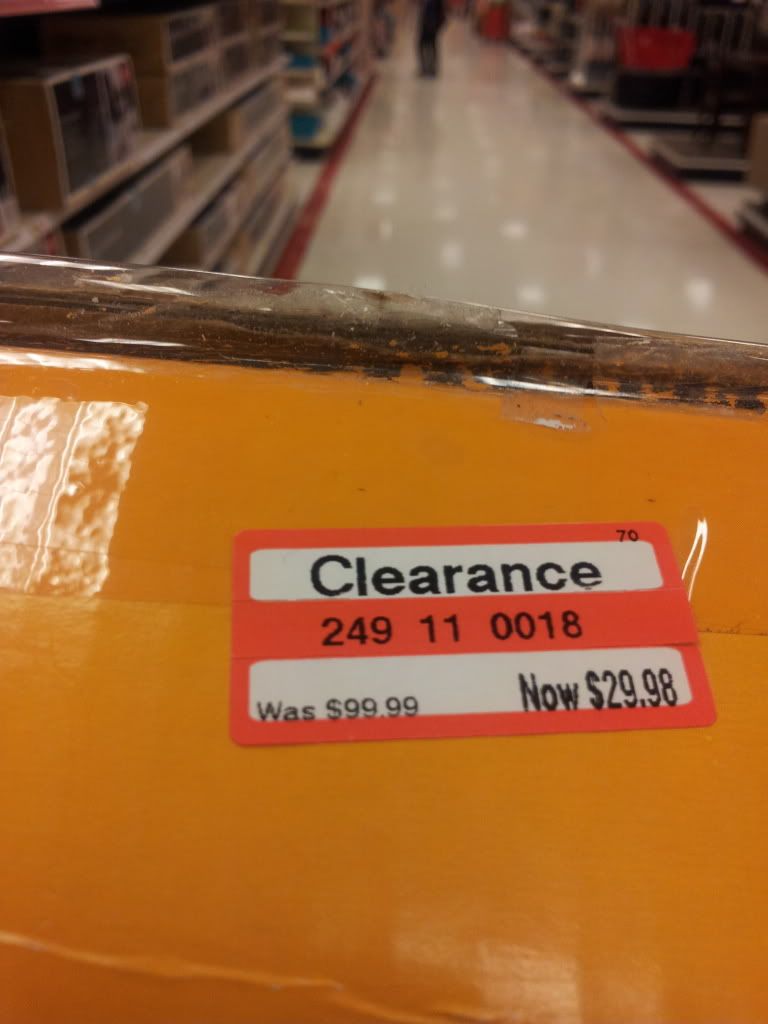 70
Clearance
249 11 0018
Was $99.99 Now $29.98